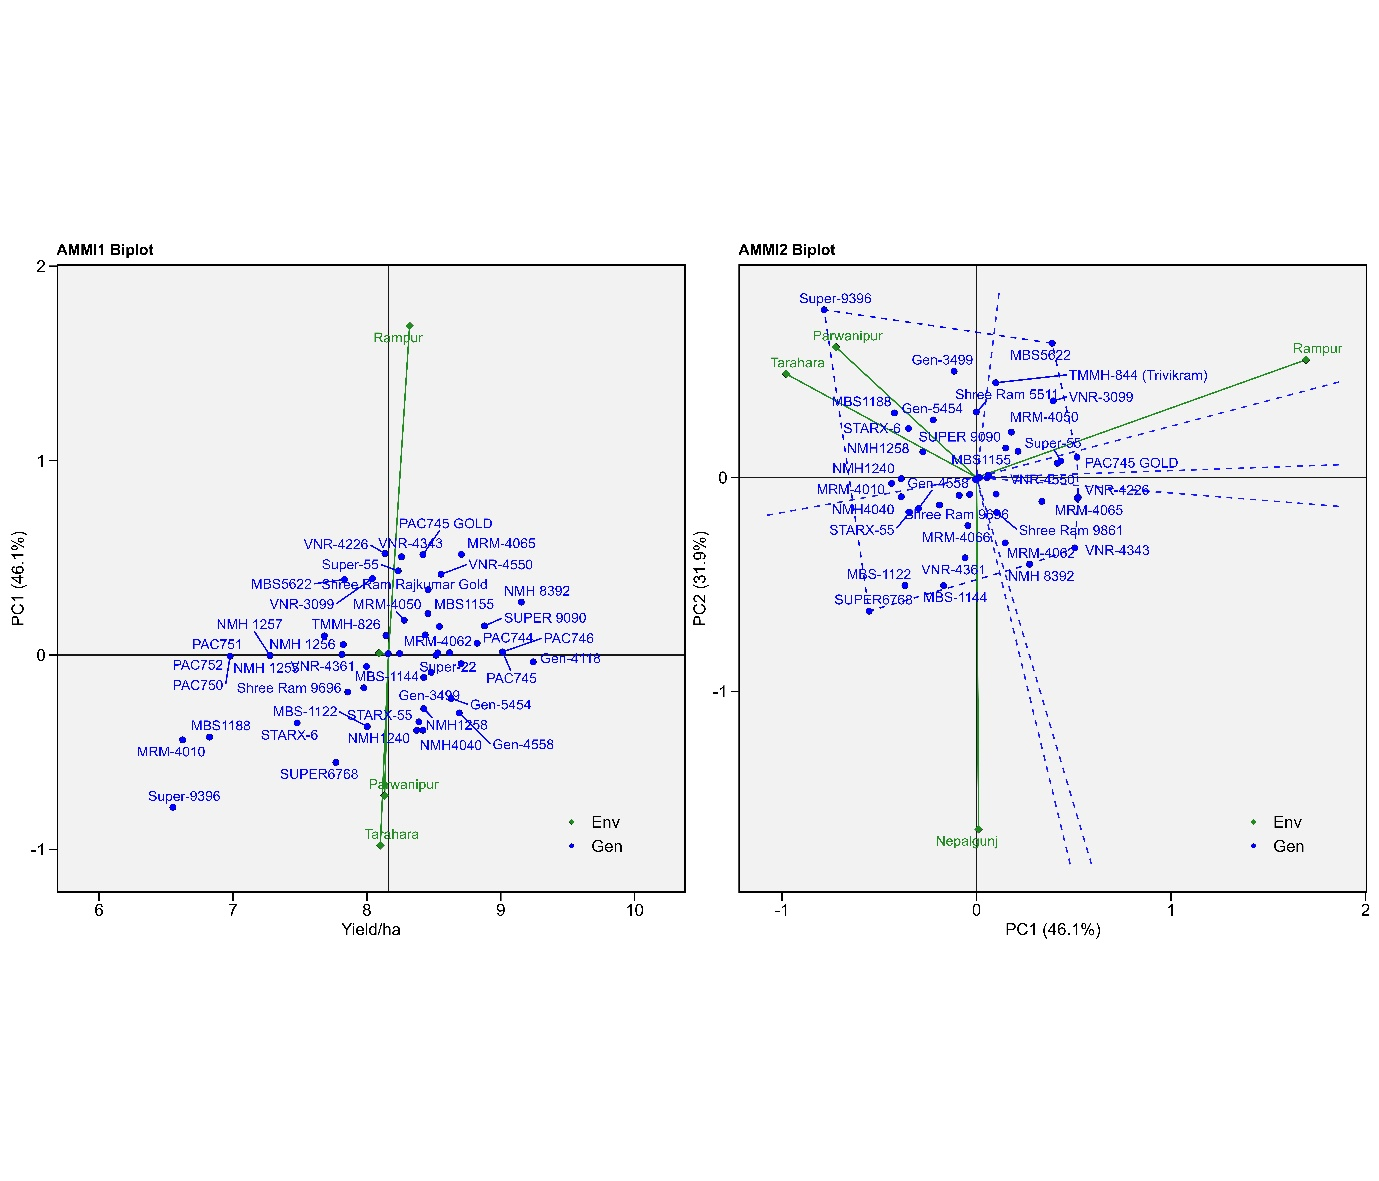 AMMI1 Biplot
2
1
0
-1
PC1 (46.1%)
Rampur
PAC745 GOLD
VNR-4226
VNR-4343
MRM-4065
Super-55
VNR-4550
MBS5622
Shree Ram Rajkumar Gold
NMH 8392
VNR-3099
MRM-4050
MBS1155
SUPER 9090
NMH 1257
TMMH-826
PAC751
NMH 1256
MRM-4062
PAC744
PAC746
PAC752
NMH 1255
VNR-4361
Super-22
Gen-4118
PAC750
MBS-1144
PAC745
Shree Ram 9696
Gen-3499
Gen-5454
MBS-1122
STARX-55
MBS1188
STARX-6
NMH1258
NMH1240
NMH4040
Gen-4558
MRM-4010
SUPER6768
Parwanipur
Super-9396
Tarahara
Env
Gen
6
7
8
9
10
Yield/ha
AMMI2 Biplot
0
-1
PC2 (31.9%)
Super-9396
Parwanipur
Tarahara
Gen-3499
MBS5622
Rampur
TMMH-844 (Trivikram)
Shree Ram 5511
VNR-3099
MBS1188
Gen-5454
MRM-4050
STARX-6
SUPER 9090
Super-55
NMH1258
MBS1155
PAC745 GOLD
NMH1240
Gen-4558
VNR-4550
MRM-4010
VNR-4226
NMH4040
Shree Ram 9696
MRM-4065
STARX-55
MRM-4066
Shree Ram 9861
MRM-4062
VNR-4343
MBS-1122
VNR-4361
NMH 8392
SUPER6768
MBS-1144
Nepalgunj
Env
Gen
-1
0
1
2
PC1 (46.1%)